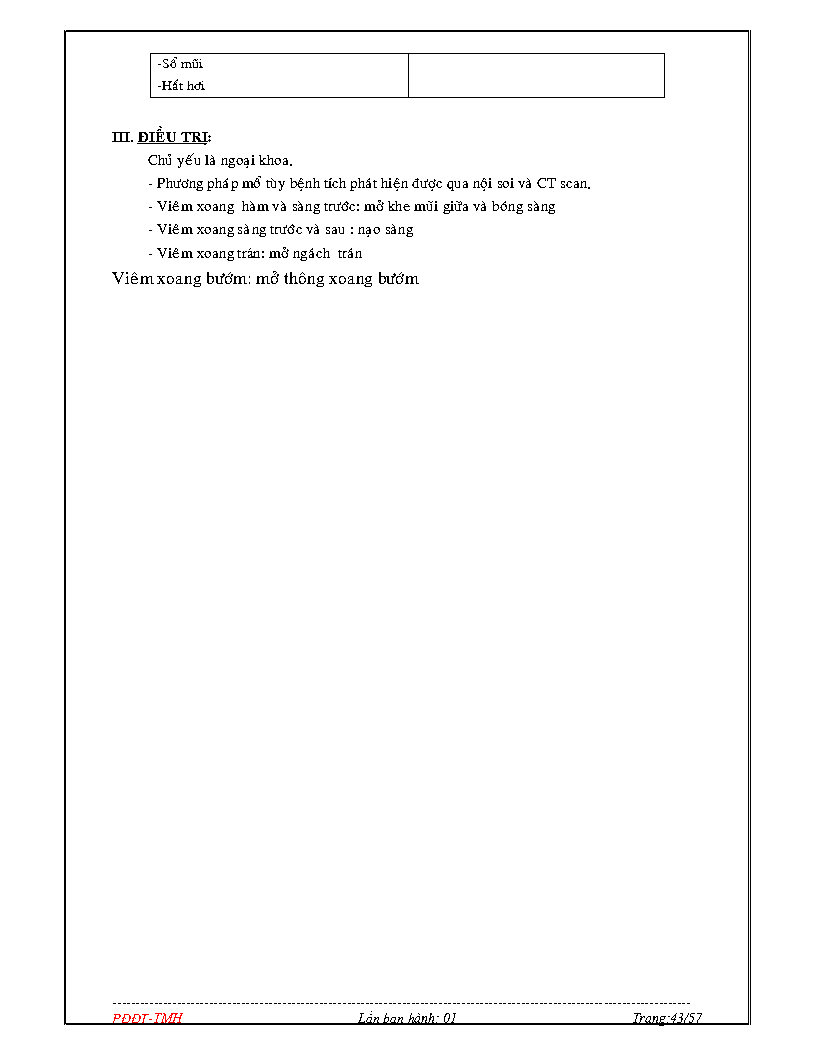 -Sổ mũi
-Hắt hơi
III. ĐIỀU TRỊ:
Chủ yếu là ngoại khoa.
- Phương pháp mổ tùy bệnh tích phát hiện được qua nội soi và CT scan.
- Viêm xoang hàm và sàng trước: mở khe mũi giữa và bóng sàng
- Viêm xoang sàng trước và sau : nạo sàng
- Viêm xoang trán: mở ngách trán
Viêm xoang bướm: mở thông xoang bướm
PĐĐT-TMH Lần ban hành: 01 Trang:43/57